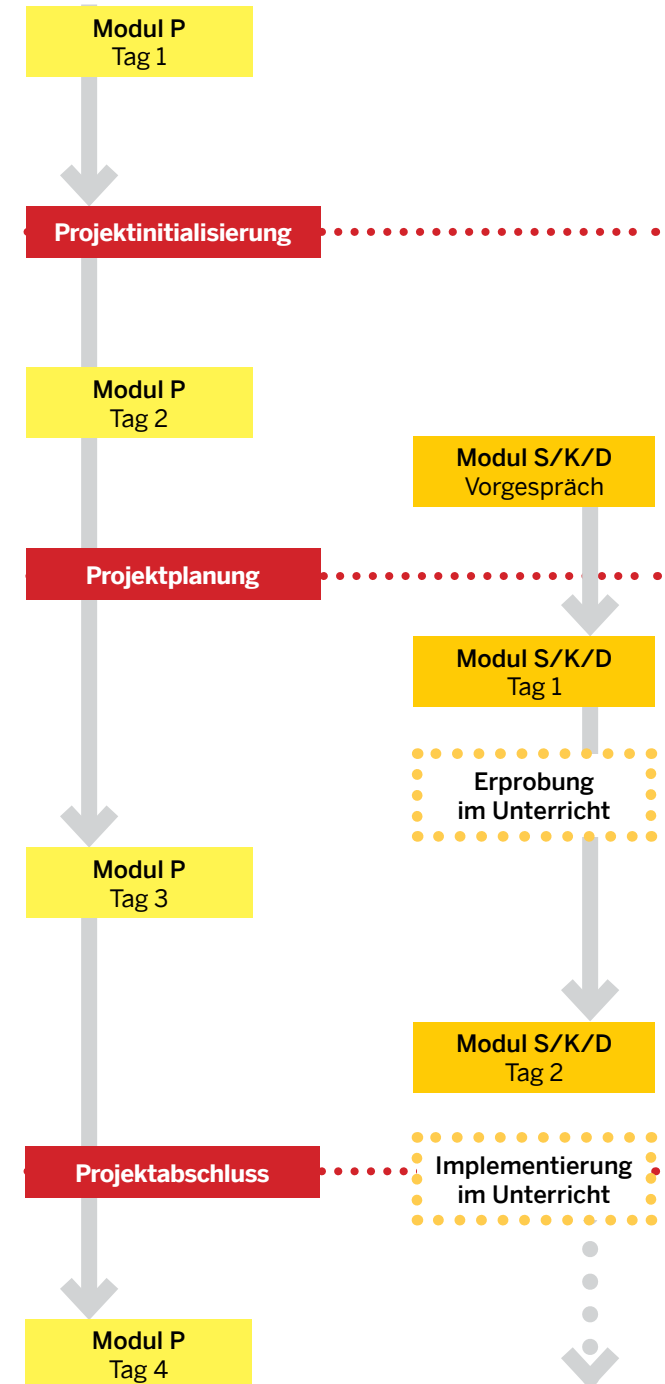 Modul P
Tag 1
Projektinitialisierung
Modul P
Tag 2
Modul S/K/D
Vorgespräch
Projektplanung
Modul S/K/D
Tag 1
Erprobung
im Unterricht
Modul P
Tag 3
Modul S/K/D
Tag 2
Projektabschluss
Implementierung
im Unterricht
Modul P
Tag 4